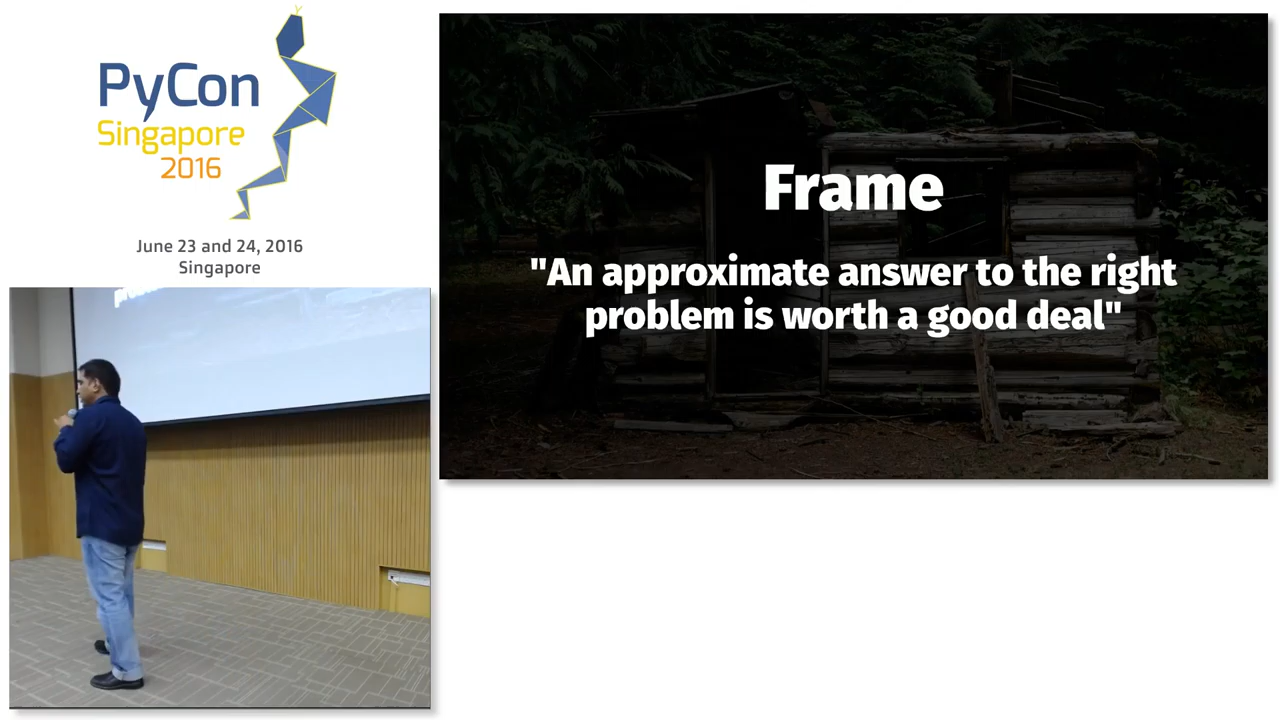 PyCon
Singapore
2016
June 23 and 24, 2016
Singapore
Frame
"An approximate answer to the right
problem is worth a good deal"